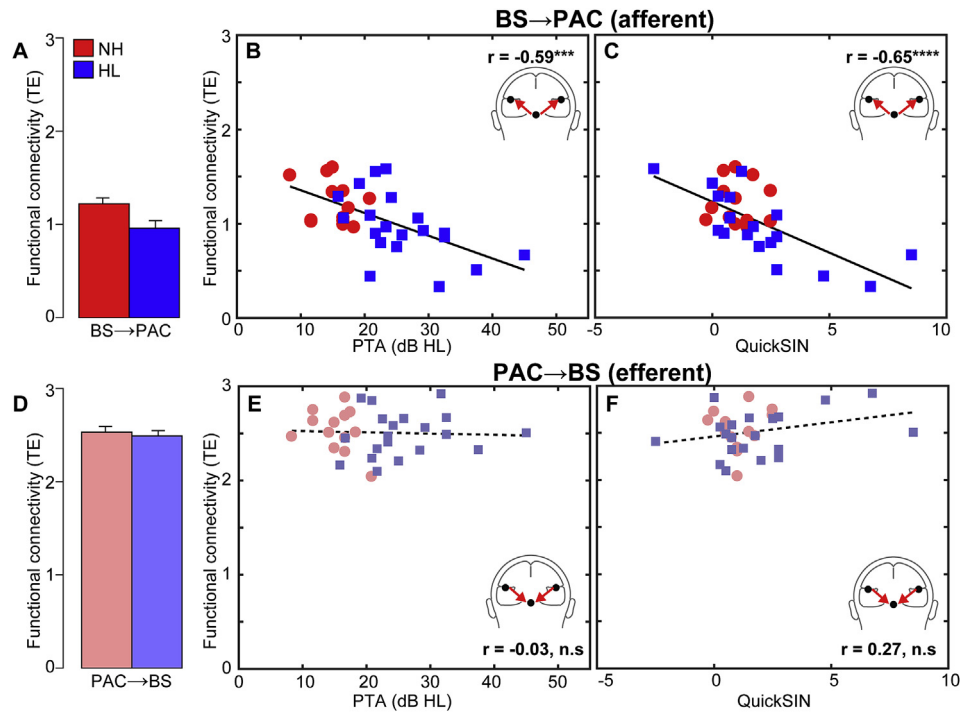 BS→PAC (afferent)
A
NH
HL
Functional connectivity (TE)
3
2
1
0
BS→PAC
B
r = -0.59***
Functional connectivity (TE)
3
2
1
0
0 10 20 30 40 50
PTA (dB HL)
C
r = -0.65****
-5 0 5 10
QuickSIN
PAC→BS (efferent)
D
Functional connectivity (TE)
3
2
1
0
PAC→BS
E
Functional connectivity (TE)
3
2
1
0
r = -0.03, n.s
0 10 20 30 40 50
PTA (dB HL)
F
r = 0.27, n.s
-5 0 5 10
QuickSIN